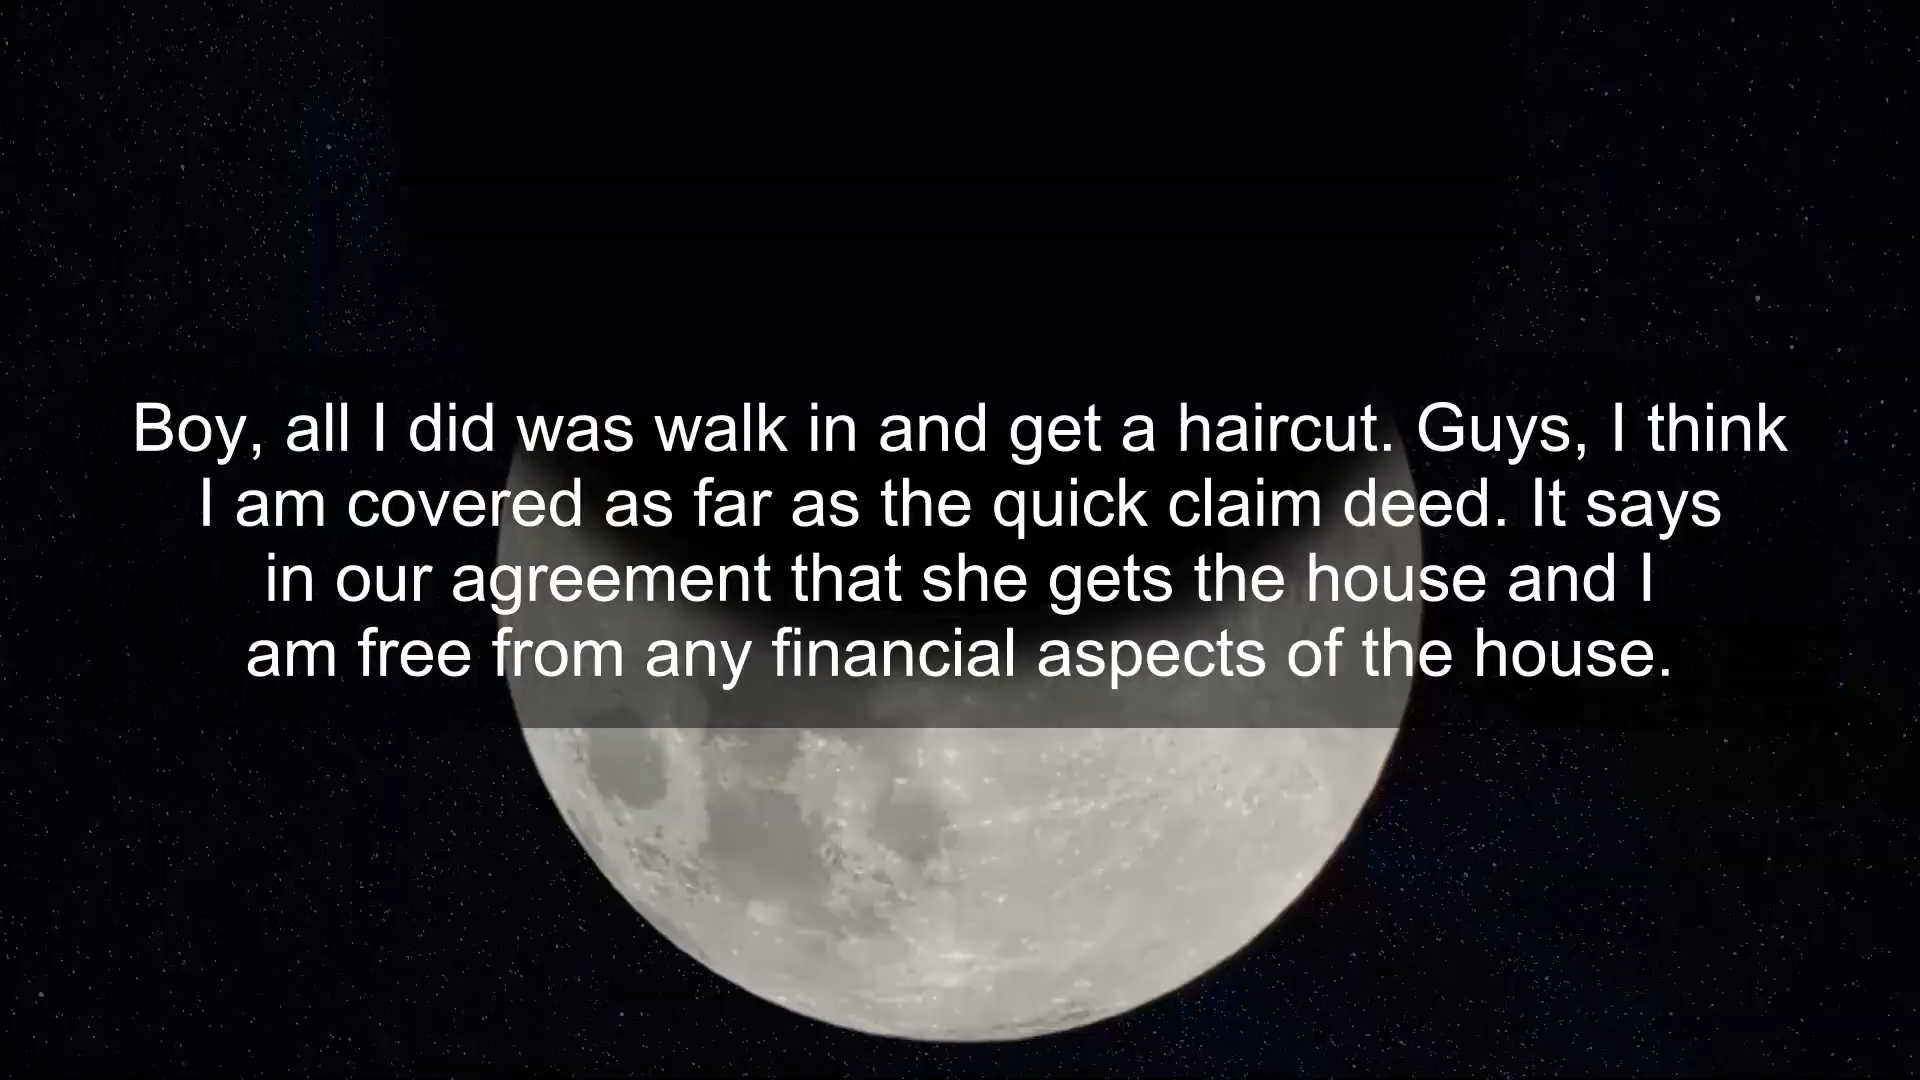 Boy, all I did was walk in and get a haircut. Guys, I think
I am covered as far as the quick claim deed. It says
in our agreement that she gets the house and I
am free from any financial aspects of the house.